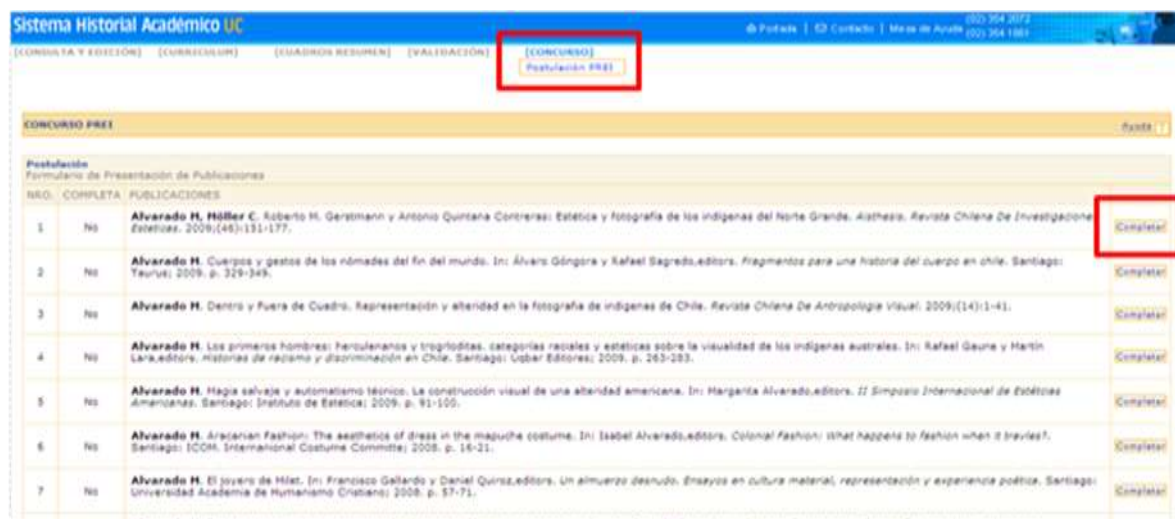 Sistema Historial Académico UC
Portada | Contacto | Mesa de Ayuda (02) 354 2072
[CONSULTA Y EDICIÓN] [CURRICULUM] [CUADROS RESUMEN] [VALIDACIÓN] [CONCURSO]
Postulación PREI
CONCURSO PREI
Ayuda
Postulación
Formulario de Presentación de Publicaciones
NRO. COMPLETA PUBLICACIONES
1 No Alvarado M, Möller C. Roberto M. Gerstmann y Antonio Quintana Contreras: Estética y fotografía de los indígenas del Norte Grande. Aisthesis. Revista Chilena De Investigaciones
Esteticas. 2009;(46):151-177.
Completar
2 No Alvarado M. Cuerpos y gestos de los nómades del fin del mundo. In: Álvaro Góngora y Rafael Sagredo,editors. Fragmentos para una historia del cuerpo en chile. Santiago:
Taurus; 2009. p. 329-349.
Completar
3 No Alvarado M. Dentro y Fuera de Cuadro. Representación y alteridad en la fotografía de indígenas de Chile. Revista Chilena De Antropologia Visual. 2009;(14):1-41.
Completar
4 No Alvarado M. Los primeros hombres: herculenanos y trogloditas. categorías raciales y estéticas sobre la visualidad de los indígenas australes. In: Rafael Gaune y Martín
Lara,editors. Historias de racismo y discriminación en Chile. Santiago: Uqbar Editores; 2009. p. 263-283.
Completar
5 No Alvarado M. Magia salvaje y automatismo técnico. La construcción visual de una alteridad americana. In: Margarita Alvarado,editors. II Simposio Internacional de Estéticas
Americanas. Santiago: Instituto de Estética; 2009. p. 91-100.
Completar
6 No Alvarado M. Aracanian Fashion: The aesthetics of dress in the mapuche costume. In: Isabel Alvarado,editors. Colonial Fashion: What happens to fashion when it travles?.
Santiago: ICOM. International Costume Committe; 2008. p. 16-21.
Completar
7 No Alvarado M. El joyero de Milet. In: Francisco Gallardo y Daniel Quiroz,editors. Un almuerzo desnudo. Ensayos en cultura material, representación y experiencia poética. Santiago:
Universidad Academia de Humanismo Cristiano; 2008. p. 57-71.
Completar